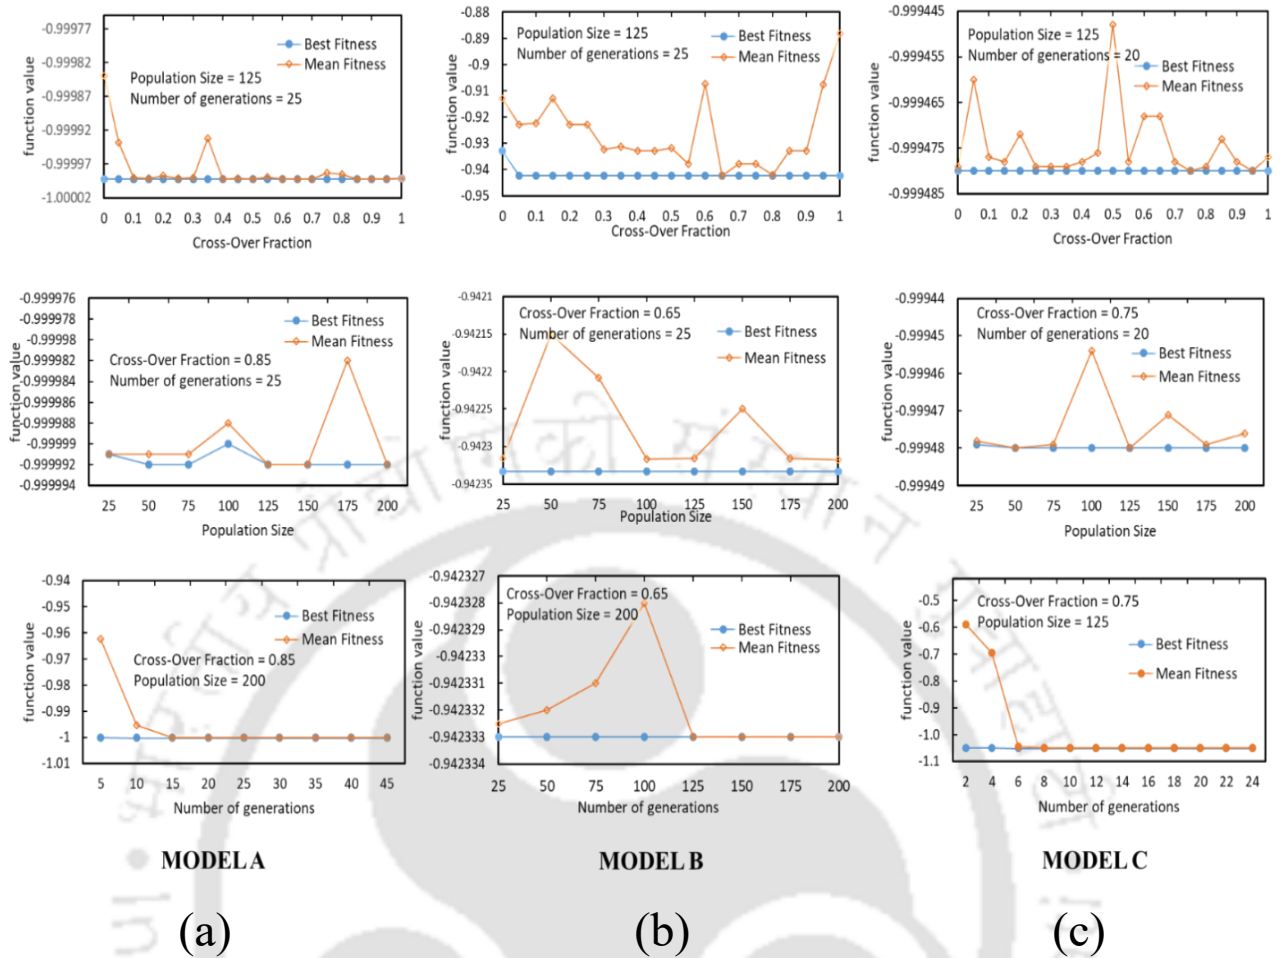 -0.99977
-0.99982
-0.99987
-0.99992
-0.99997
-1.00002
function value
Best Fitness
Mean Fitness
Population Size = 125
Number of generations = 25
0 0.1 0.2 0.3 0.4 0.5 0.6 0.7 0.8 0.9 1
Cross-Over Fraction
-0.88
-0.89
-0.9
-0.91
-0.92
-0.93
-0.94
-0.95
function value
Population Size = 125
Number of generations = 25
Best Fitness
Mean Fitness
0 0.1 0.2 0.3 0.4 0.5 0.6 0.7 0.8 0.9 1
Cross-Over Fraction
-0.999445
-0.999455
-0.999465
-0.999475
-0.999485
function value
Population Size = 125
Number of generations = 20
Best Fitness
Mean Fitness
0 0.1 0.2 0.3 0.4 0.5 0.6 0.7 0.8 0.9 1
Cross-Over Fraction
-0.999976
-0.999978
-0.99998
-0.999982
-0.999984
-0.999986
-0.999988
-0.99999
-0.999992
-0.999994
function value
Best Fitness
Mean Fitness
Cross-Over Fraction = 0.85
Number of generations = 25
25 50 75 100 125 150 175 200
Population Size
-0.9421
-0.94215
-0.9422
-0.94225
-0.9423
-0.94235
function value
Cross-Over Fraction = 0.65
Number of generations = 25
Best Fitness
Mean Fitness
25 50 75 100 125 150 175 200
Population Size
-0.99944
-0.99945
-0.99946
-0.99947
-0.99948
-0.99949
function value
Cross-Over Fraction = 0.75
Number of generations = 20
Best Fitness
Mean Fitness
25 50 75 100 125 150 175 200
Population Size
-0.94
-0.95
-0.96
-0.97
-0.98
-0.99
-1
-1.01
function value
Best Fitness
Mean Fitness
Cross-Over Fraction = 0.85
Population Size = 200
5 10 15 20 25 30 35 40 45
Number of generations
-0.942327
-0.942328
-0.942329
-0.94233
-0.942331
-0.942332
-0.942333
-0.942334
function value
Cross-Over Fraction = 0.65
Population Size = 200
Best Fitness
Mean Fitness
25 50 75 100 125 150 175 200
Number of generations
-0.5
-0.6
-0.7
-0.8
-0.9
-1.0
-1.1
function value
Cross-Over Fraction = 0.75
Population Size = 125
Best Fitness
Mean Fitness
2 4 6 8 10 12 14 16 18 20 22 24
Number of generations
MODEL A
MODEL B
MODEL C
(a)
(b)
(c)